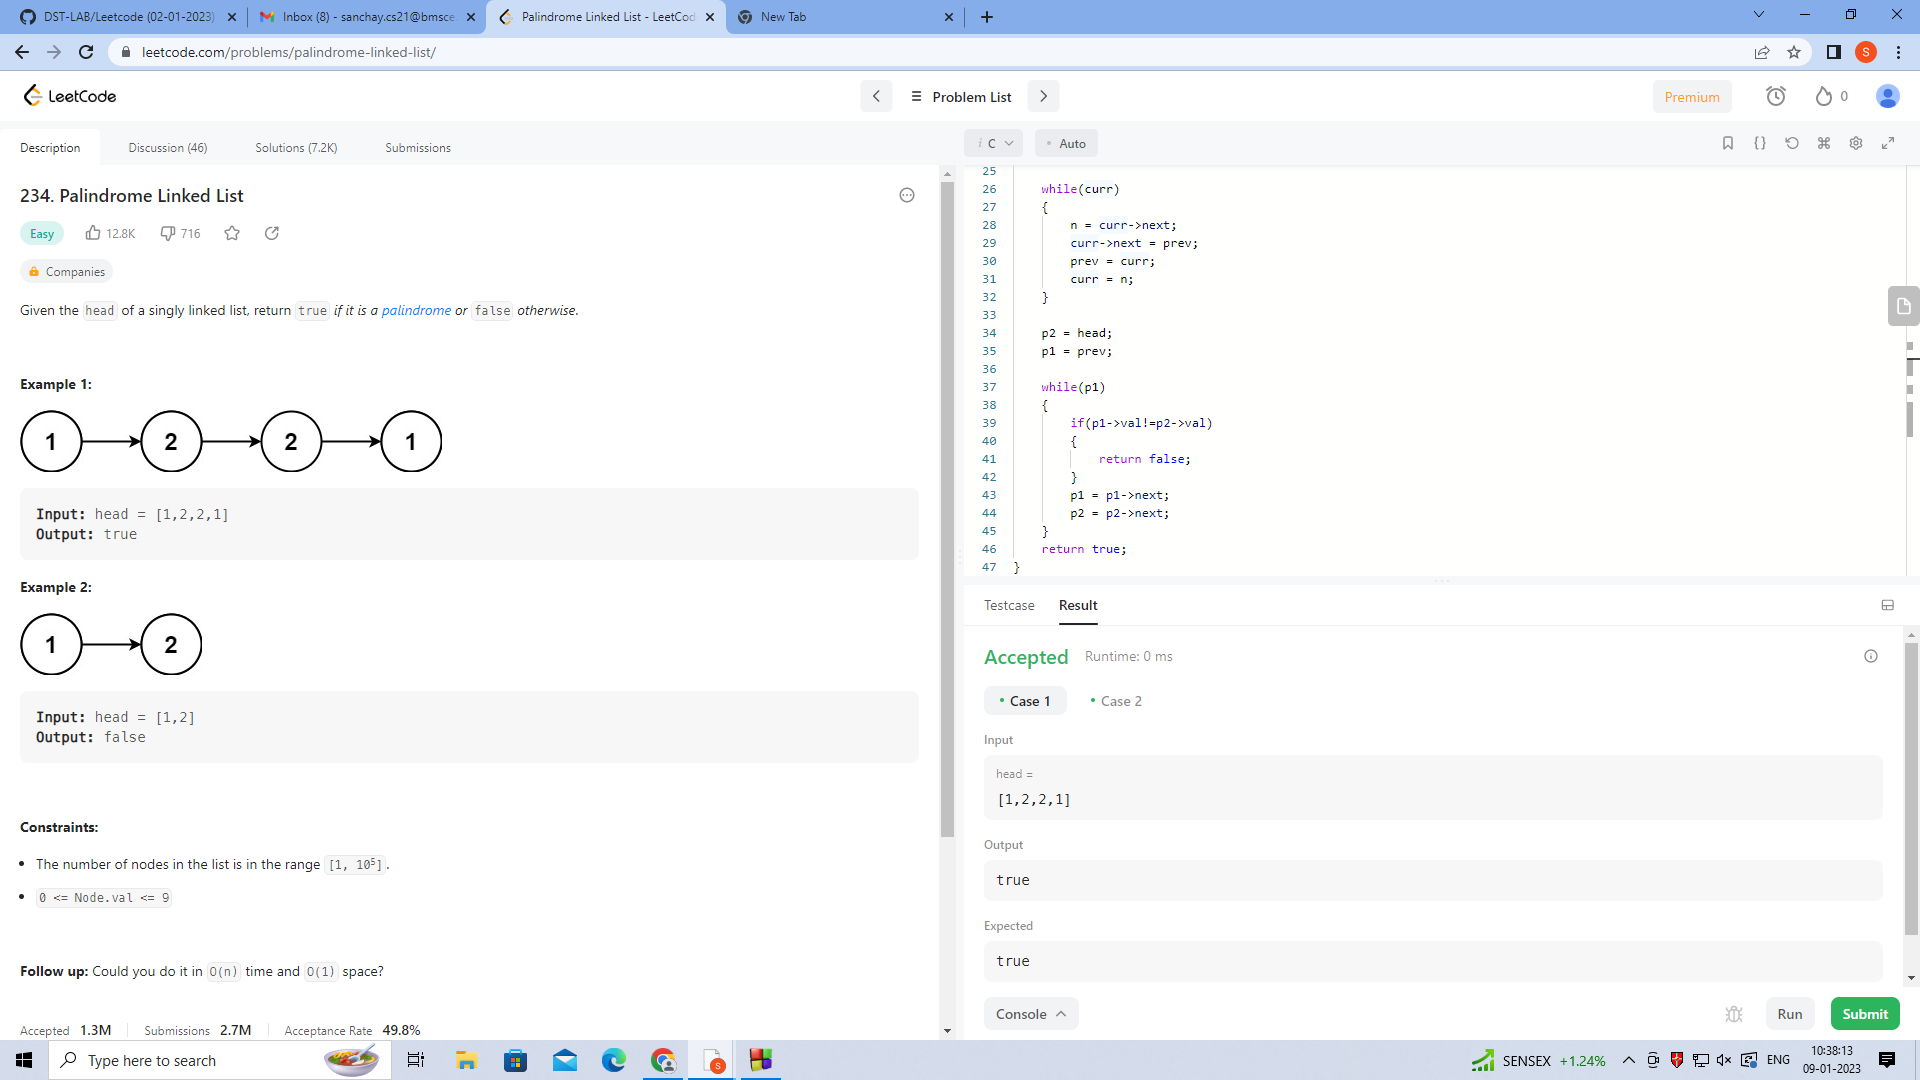 DST-LAB/Leetcode (02-01-2023)
Inbox (8) - sanchay.cs21@bmsce.
Palindrome Linked List - LeetCod
New Tab
leetcode.com/problems/palindrome-linked-list/
S
LeetCode
Problem List
Premium
0
Description
Discussion (46)
Solutions (7.2K)
Submissions
i C
Auto
234. Palindrome Linked List
Easy
12.8K
716
Companies
Given the head of a singly linked list, return true if it is a palindrome or false otherwise.
Example 1:
1 2 2 1
Input: head = [1,2,2,1]
Output: true
Example 2:
1 2
Input: head = [1,2]
Output: false
Constraints:
• The number of nodes in the list is in the range [1, 10⁵].
• 0 <= Node.val <= 9
Follow up: Could you do it in O(n) time and O(1) space?
Accepted 1.3M
Submissions 2.7M
Acceptance Rate 49.8%
25
26 while(curr)
27 {
28 n = curr->next;
29 curr->next = prev;
30 prev = curr;
31 curr = n;
32 }
33
34 p2 = head;
35 p1 = prev;
36
37 while(p1)
38 {
39 if(p1->val!=p2->val)
40 {
41 return false;
42 }
43 p1 = p1->next;
44 p2 = p2->next;
45 }
46 return true;
47 }
Testcase
Result
Accepted
Runtime: 0 ms
• Case 1
• Case 2
Input
head =
[1,2,2,1]
Output
true
Expected
true
Console
Run
Submit
Type here to search
SENSEX +1.24%
ENG
10:38:13
09-01-2023